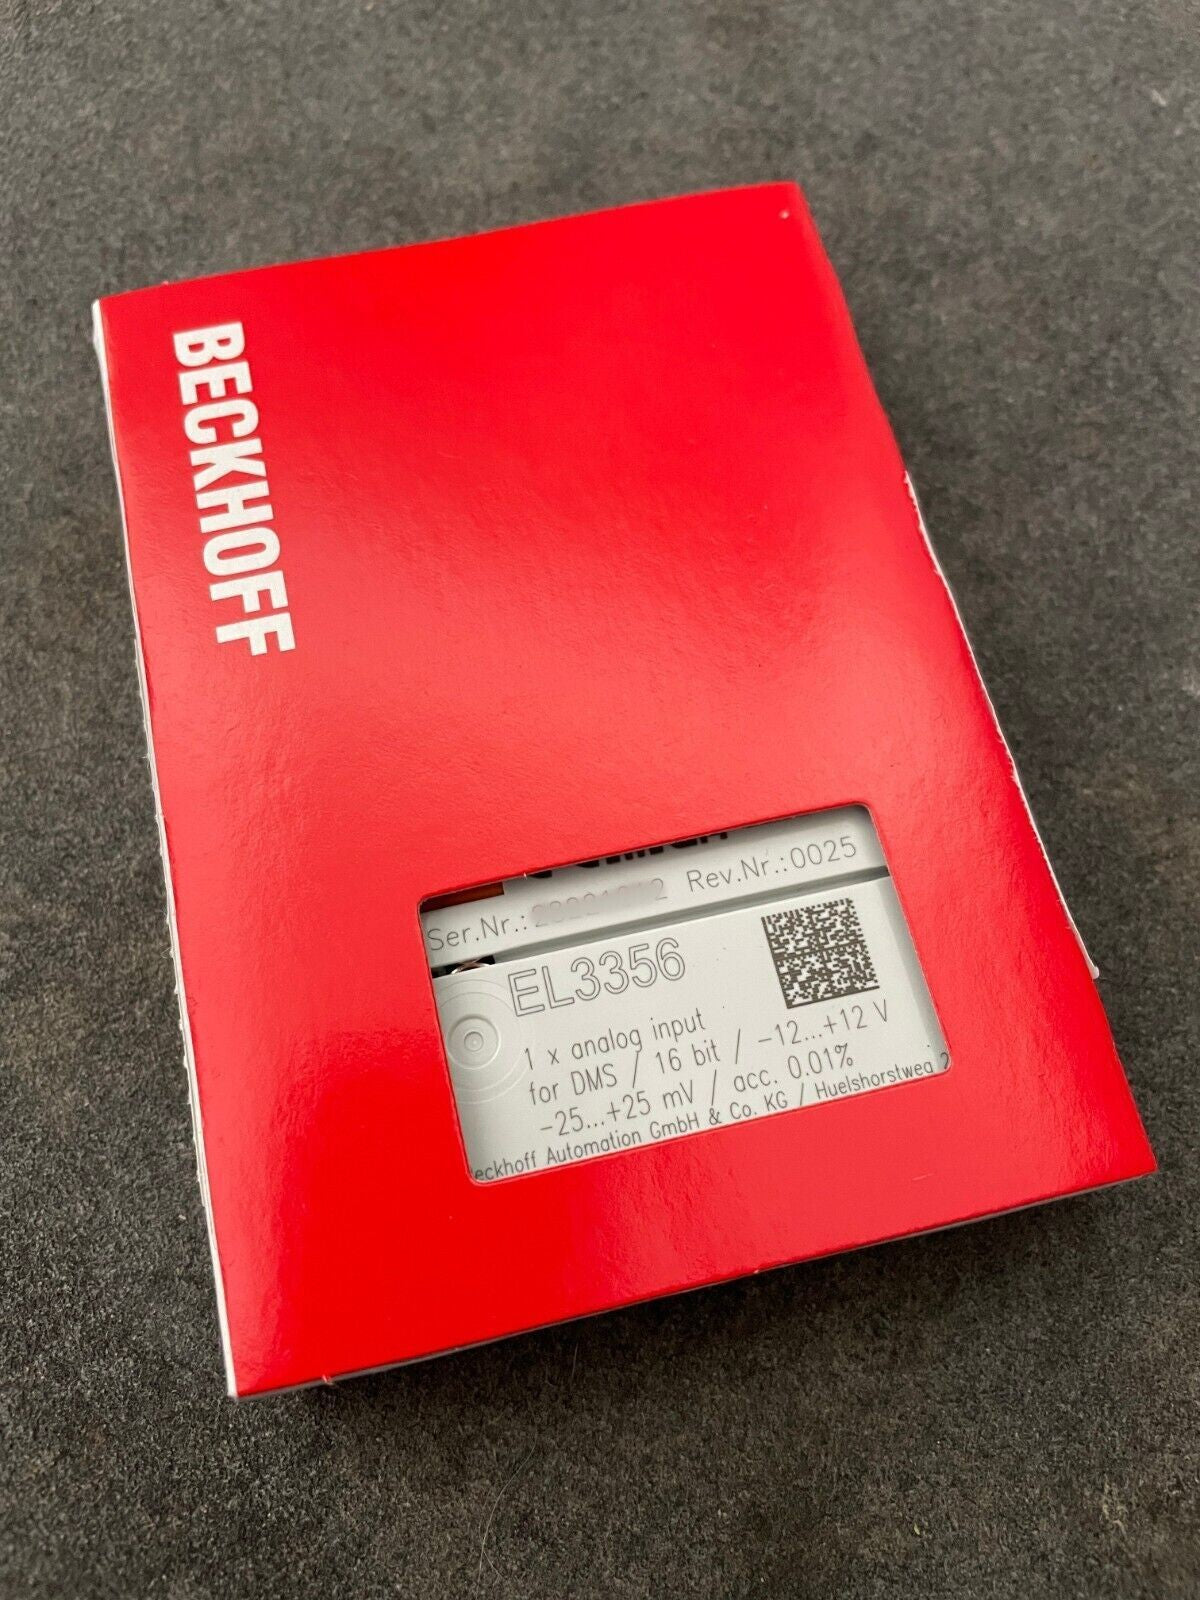 BECKHOFF
Ser.Nr.: Rev.Nr.:0025
EL3356
1 x analog input
for DMS / 16 bit / -12...+12 V
-25...+25 mV / acc. 0.01%
eckhoff Automation GmbH & Co. KG / Huelshorstweg 2